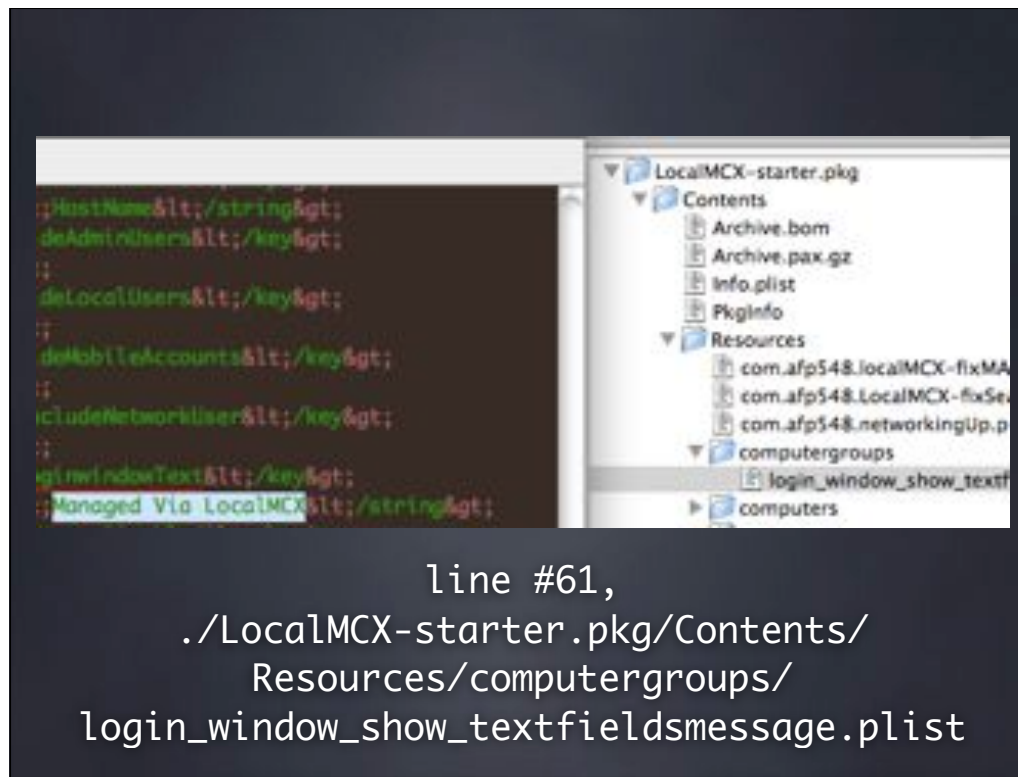 ;HostName&lt;/string&gt;
deAdminUsers&lt;/key&gt;
;
deLocalUsers&lt;/key&gt;
;
deMobileAccounts&lt;/key&gt;
;
cludeNetworkUser&lt;/key&gt;
;
ginwindowText&lt;/key&gt;
;Managed Via LocalMCX&lt;/string&gt;
LocalMCX-starter.pkg
Contents
Archive.bom
Archive.pax.gz
Info.plist
PkgInfo
Resources
com.afp548.localMCX-fixMA
com.afp548.LocalMCX-fixSea
com.afp548.networkingUp.p
computergroups
login_window_show_textf
computers
line #61,
./LocalMCX-starter.pkg/Contents/
Resources/computergroups/
login_window_show_textfieldsmessage.plist